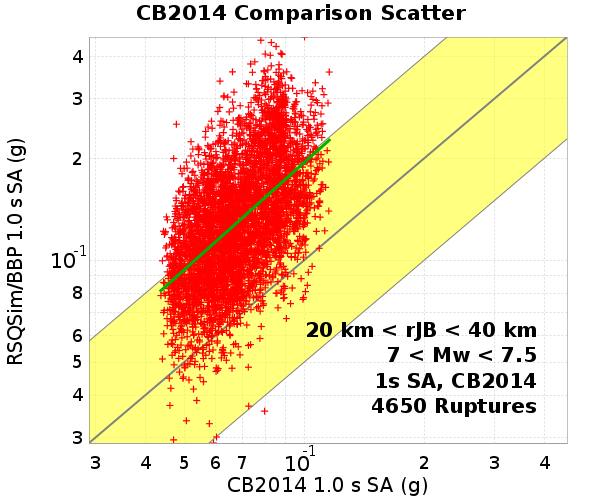 CB2014 Comparison Scatter
RSQSim/BBP 1.0 s SA (g)
4
3
2
10-1
8
6
5
4
3
20 km < rJB < 40 km
7 < Mw < 7.5
1s SA, CB2014
4650 Ruptures
3 4 5 6 7 10-1 2 3 4
CB2014 1.0 s SA (g)